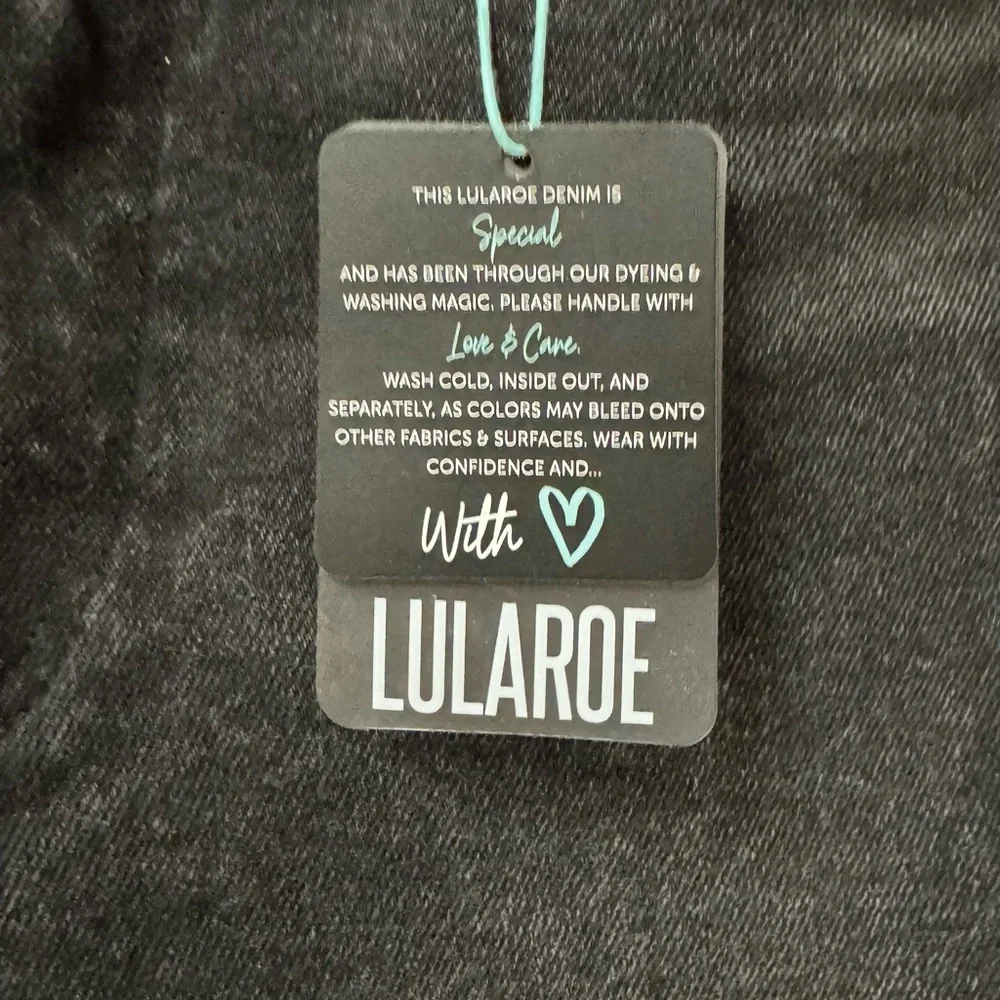 THIS LULAROE DENIM IS
Special
AND HAS BEEN THROUGH OUR DYEING &
WASHING MAGIC. PLEASE HANDLE WITH
Love & Care.
WASH COLD, INSIDE OUT, AND
SEPARATELY, AS COLORS MAY BLEED ONTO
OTHER FABRICS & SURFACES. WEAR WITH
CONFIDENCE AND...
With
LULAROE